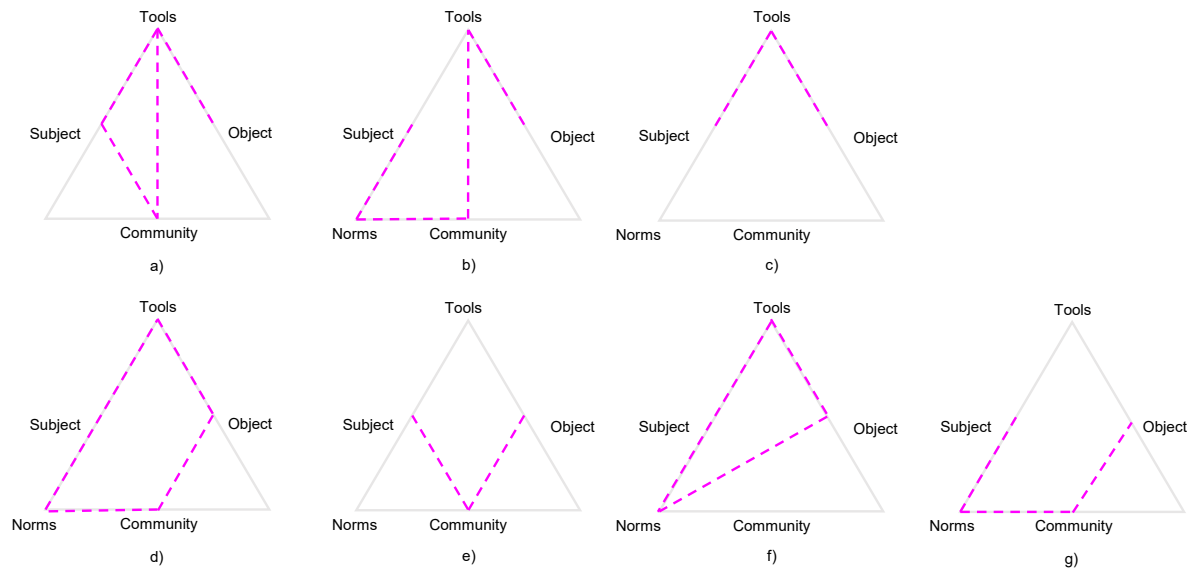 Tools
Subject
Object
Community
a)
Tools
Subject
Object
Norms
Community
b)
Tools
Subject
Object
Norms
Community
c)
Tools
Subject
Object
Norms
Community
d)
Tools
Subject
Object
Norms
Community
e)
Tools
Subject
Object
Norms
Community
f)
Tools
Subject
Object
Norms
Community
g)